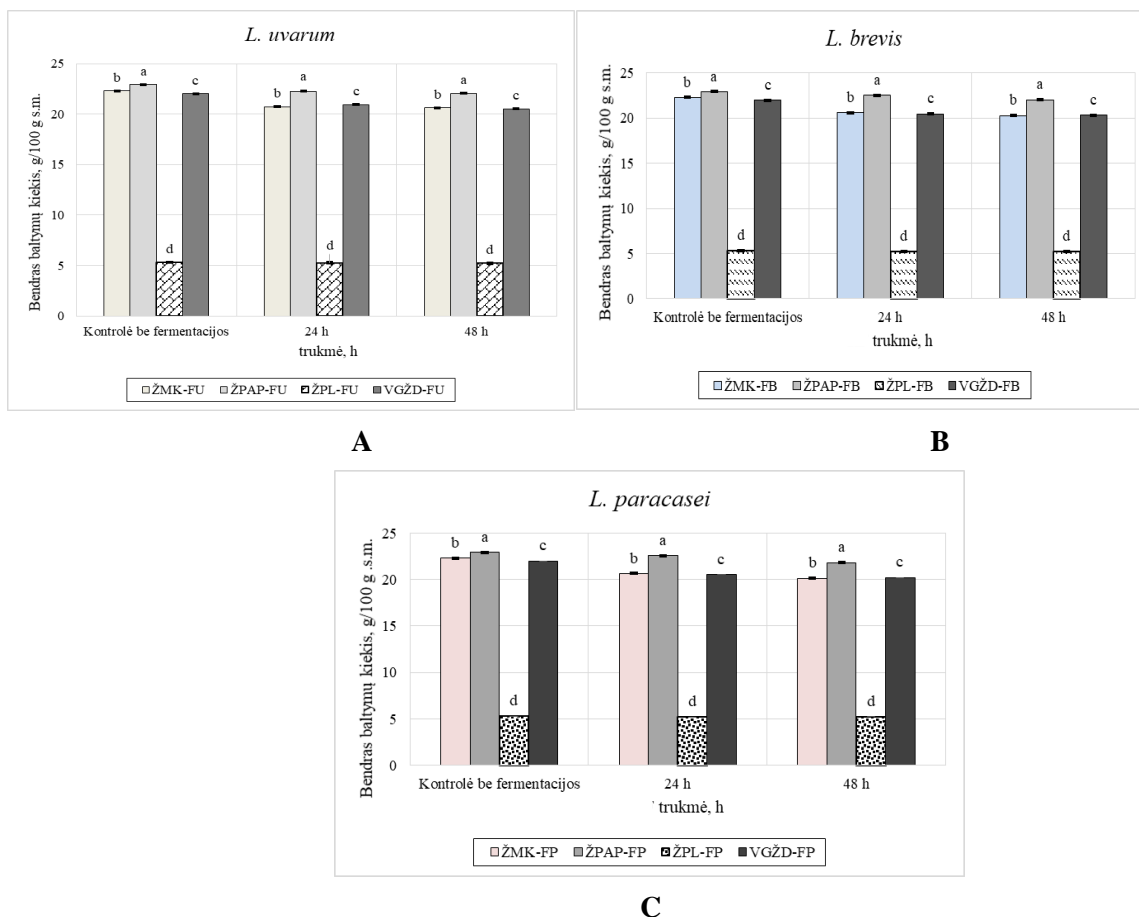 L. uvarum
Bendras baltymų kiekis, g/100 g s.m.
25
20
15
10
5
0
b a c
d
b a c
d
b a c
d
Kontrolė be fermentacijos 24 h 48 h
trukmė, h
ŽMK-FU ŽPAP-FU ŽPL-FU VGŽD-FU
A
L. brevis
Bendras baltymų kiekis, g/100 g s.m.
25
20
15
10
5
0
b a c
d
b a c
d
b a c
d
Kontrolė be fermentacijos 24 h 48 h
trukmė, h
ŽMK-FB ŽPAP-FB ŽPL-FB VGŽD-FB
B
L. paracasei
Bendras baltymų kiekis, g/100 g .s.m.
25
20
15
10
5
0
b a c
d
b a c
d
b a c
d
Kontrolė be fermentacijos 24 h 48 h
trukmė, h
ŽMK-FP ŽPAP-FP ŽPL-FP VGŽD-FP
C